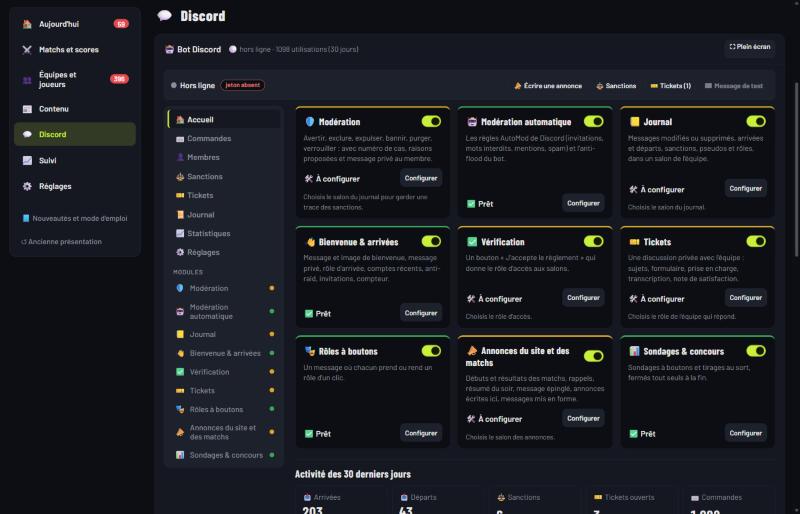 Aujourd'hui 59
Matchs et scores
Équipes et joueurs 396
Contenu
Discord
Suivi
Réglages
Nouveautés et mode d'emploi
Ancienne présentation
Discord
Bot Discord hors ligne · 1098 utilisations (30 jours) Plein écran
Hors ligne jeton absent Écrire une annonce Sanctions Tickets (1) Message de test
Accueil
Commandes
Membres
Sanctions
Tickets
Journal
Statistiques
Réglages
MODULES
Modération
Modération automatique
Journal
Bienvenue & arrivées
Vérification
Tickets
Rôles à boutons
Annonces du site et des matchs
Sondages & concours
Modération
Avertir, exclure, expulser, bannir, purger,
verrouiller : avec numéro de cas, raisons
proposées et message privé au membre.
À configurer Configurer
Choisis le salon du journal pour garder une
trace des sanctions.
Modération automatique
Les règles AutoMod de Discord (invitations,
mots interdits, mentions, spam) et l'anti-
flood du bot.
Prêt Configurer
Journal
Messages modifiés ou supprimés, arrivées
et départs, sanctions, pseudos et rôles,
dans un salon de l'équipe.
À configurer Configurer
Choisis le salon du journal.
Bienvenue & arrivées
Message et image de bienvenue, message
privé, rôle d'arrivée, comptes récents, anti-
raid, invitations, compteur.
Prêt Configurer
Vérification
Un bouton « J'accepte le règlement » qui
donne le rôle d'accès aux salons.
À configurer Configurer
Choisis le rôle d'accès.
Tickets
Une discussion privée avec l'équipe :
sujets, formulaire, prise en charge,
transcription, note de satisfaction.
À configurer Configurer
Choisis le rôle de l'équipe qui répond.
Rôles à boutons
Un message où chacun prend ou rend un
rôle d'un clic.
Prêt Configurer
Annonces du site et des
matchs
Débuts et résultats des matchs, rappels,
résumé du soir, message épinglé, annonces
écrites ici, messages mis en forme.
À configurer Configurer
Choisis le salon des annonces.
Sondages & concours
Sondages à boutons et tirages au sort,
fermés tout seuls à la fin.
Prêt Configurer
Activité des 30 derniers jours
Arrivées
203
Départs
43
Sanctions
Tickets ouverts
Commandes